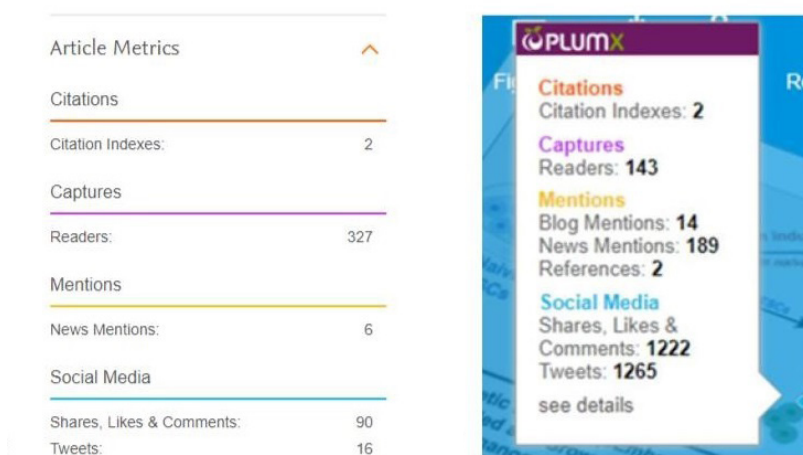 Article Metrics
Citations
Citation Indexes: 2
Captures
Readers: 327
Mentions
News Mentions: 6
Social Media
Shares, Likes & Comments: 90
Tweets: 16
PLUMX
Citations
Citation Indexes: 2
Captures
Readers: 143
Mentions
Blog Mentions: 14
News Mentions: 189
References: 2
Social Media
Shares, Likes &
Comments: 1222
Tweets: 1265
see details